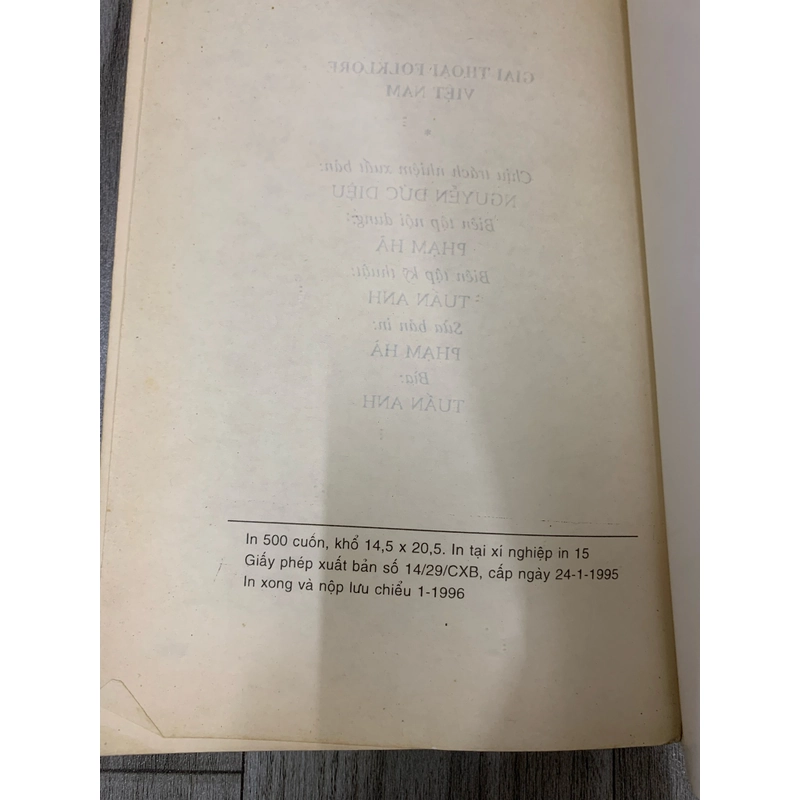 GIAI THOẠI FOLKLORE
VIỆT NAM
*
Chịu trách nhiệm xuất bản:
NGUYỄN ĐỨC DIỆU
Biên tập nội dung:
PHẠM HÀ
Biên tập kỹ thuật:
TUẤN ANH
Sửa bản in:
PHẠM HÀ
Bìa:
TUẤN ANH
In 500 cuốn, khổ 14,5 x 20,5. In tại xí nghiệp in 15
Giấy phép xuất bản số 14/29/CXB, cấp ngày 24-1-1995
In xong và nộp lưu chiểu 1-1996